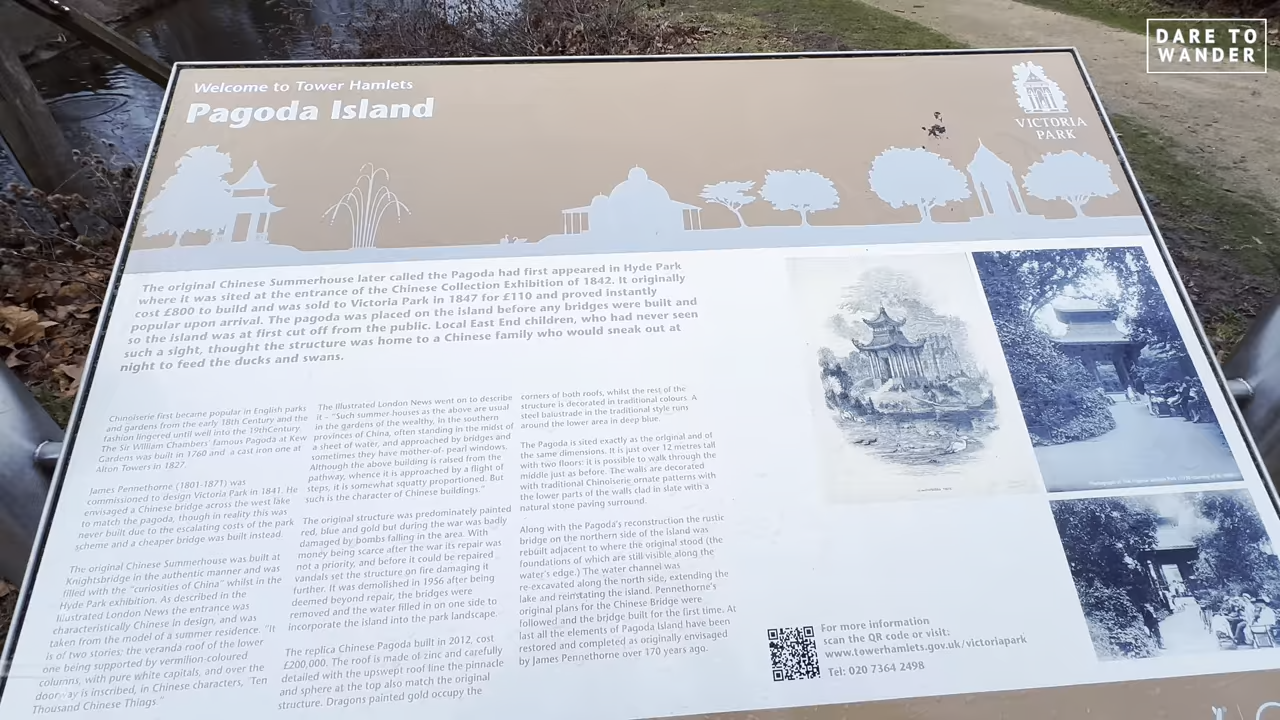 DARE TO
WANDER
Welcome to Tower Hamlets
Pagoda Island
VICTORIA
PARK
The original Chinese Summerhouse later called the Pagoda had first appeared in Hyde Park
where it was sited at the entrance of the Chinese Collection Exhibition of 1842. It originally
cost £800 to build and was sold to Victoria Park in 1847 for £110 and proved instantly
popular upon arrival. The pagoda was placed on the island before any bridges were built and
so the island was at first cut off from the public. Local East End children, who had never seen
such a sight, thought the structure was home to a Chinese family who would sneak out at
night to feed the ducks and swans.
Chinoiserie first became popular in English parks
and gardens from the early 18th Century and the
fashion lingered until well into the 19thCentury.
The Sir William Chambers' famous Pagoda at Kew
Gardens was built in 1760 and a cast iron one at
Alton Towers in 1827.
James Pennethorne (1801-1871) was
commissioned to design Victoria Park in 1841. He
envisaged a Chinese bridge across the west lake
to match the pagoda, though in reality this was
never built due to the escalating costs of the park
scheme and a cheaper bridge was built instead.
The original Chinese Summerhouse was built at
Knightsbridge in the authentic manner and was
filled with the "curiosities of China" whilst in the
Hyde Park exhibition. As described in the
Illustrated London News the entrance was
characteristically Chinese in design, and was
taken from the model of a summer residence. "It
is of two stories; the veranda roof of the lower
one being supported by vermilion-coloured
columns, with pure white capitals, and over the
doorway is inscribed, in Chinese characters, 'Ten
Thousand Chinese Things'."
The Illustrated London News went on to describe
it - "Such summer-houses as the above are usual
in the gardens of the wealthy, in the southern
provinces of China, often standing in the midst of
a sheet of water, and approached by bridges and
sometimes they have mother-of- pearl windows.
Although the above building is raised from the
pathway, whence it is approached by a flight of
steps, it is somewhat squatty proportioned. But
such is the character of Chinese buildings."
The original structure was predominately painted
red, blue and gold but during the war was badly
damaged by bombs falling in the area. With
money being scarce after the war its repair was
not a priority, and before it could be repaired
vandals set the structure on fire damaging it
further. It was demolished in 1956 after being
deemed beyond repair, the bridges were
removed and the water filled in on one side to
incorporate the island into the park landscape.
The replica Chinese Pagoda built in 2012, cost
£200,000. The roof is made of zinc and carefully
detailed with the upswept roof line the pinnacle
and sphere at the top also match the original
structure. Dragons painted gold occupy the
corners of both roofs, whilst the rest of the
structure is decorated in traditional colours. A
steel balustrade in the traditional style runs
around the lower area in deep blue.
The Pagoda is sited exactly as the original and of
the same dimensions. It is just over 12 metres tall
with two floors: it is possible to walk through the
middle just as before. The walls are decorated
with traditional Chinoiserie ornate patterns with
the lower parts of the walls clad in slate with a
natural stone paving surround.
Along with the Pagoda's reconstruction the rustic
bridge on the northern side of the island was
rebuilt adjacent to where the original stood (the
foundations of which are still visible along the
water's edge.) The water channel was
re-excavated along the north side, extending the
lake and reinstating the island. Pennethorne's
original plans for the Chinese Bridge were
followed and the bridge built for the first time. At
last all the elements of Pagoda Island have been
restored and completed as originally envisaged
by James Pennethorne over 170 years ago.
For more information
scan the QR code or visit:
www.towerhamlets.gov.uk/victoriapark
Tel: 020 7364 2498